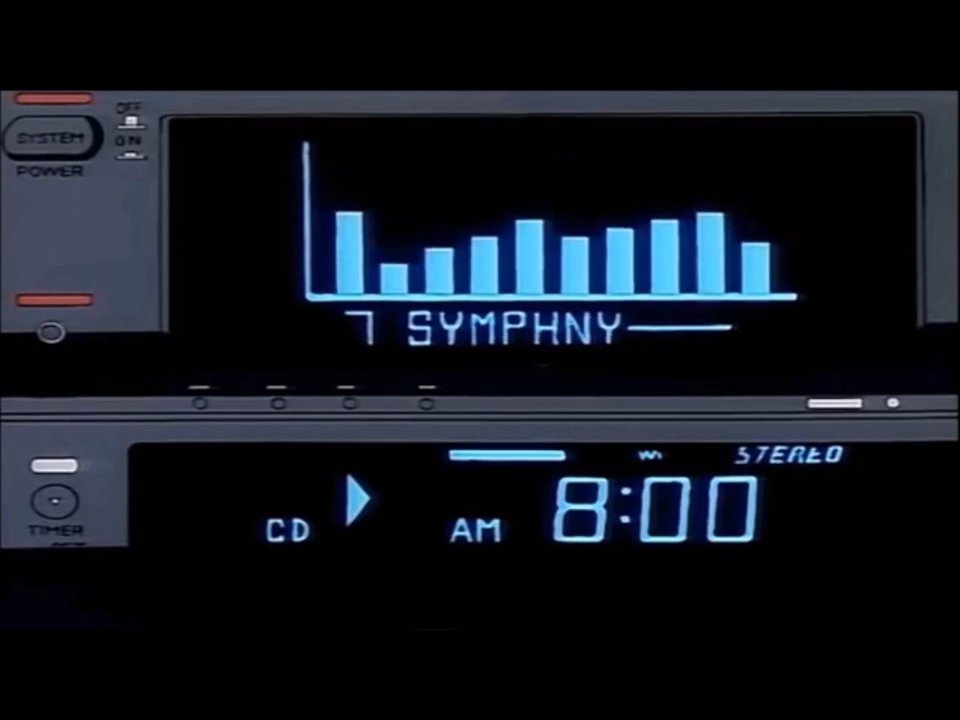 OFF
SYSTEM
ON
POWER
7 SYMPHNY
STEREO
CD
AM 8:00
TIMER